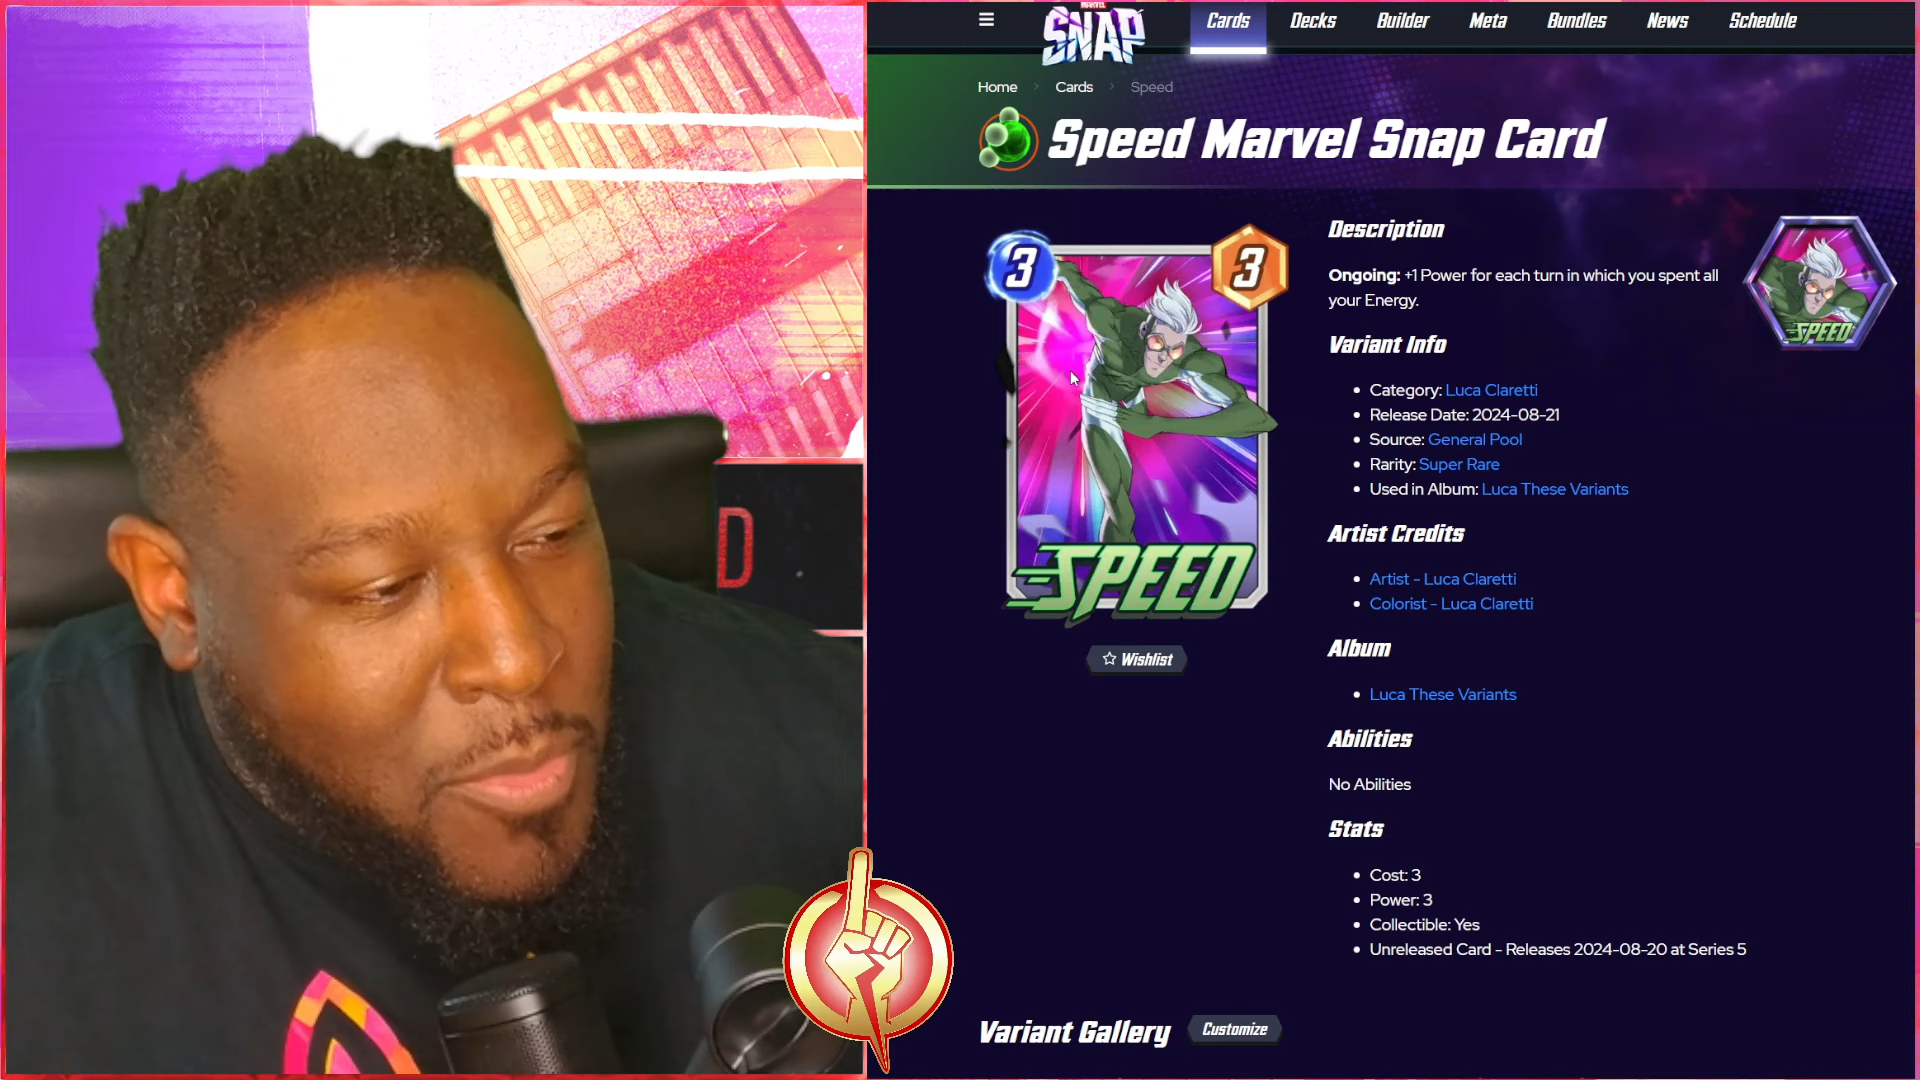 MARVEL
SNAP
Cards
Decks
Builder
Meta
Bundles
News
Schedule
Home
Cards
Speed
Speed Marvel Snap Card
3
3
SPEED
Wishlist
Description
Ongoing: +1 Power for each turn in which you spent all
your Energy.
SPEED
Variant Info
Category: Luca Claretti
Release Date: 2024-08-21
Source: General Pool
Rarity: Super Rare
Used in Album: Luca These Variants
Artist Credits
Artist - Luca Claretti
Colorist - Luca Claretti
Album
Luca These Variants
Abilities
No Abilities
Stats
Cost: 3
Power: 3
Collectible: Yes
Unreleased Card - Releases 2024-08-20 at Series 5
Variant Gallery
Customize
D